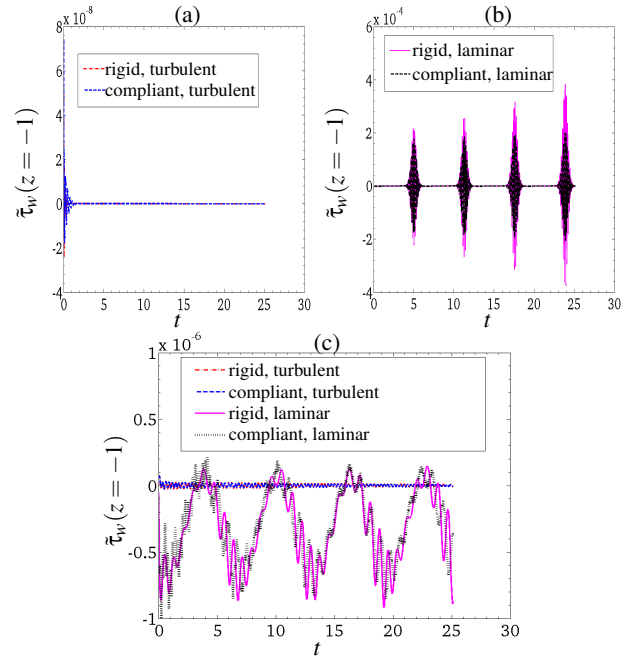 (a)
8 x 10^-8
6
4
2
0
-2
-4
0 5 10 15 20 25 30
t
τ̃_w(z = −1)
rigid, turbulent
compliant, turbulent
(b)
6 x 10^-4
4
2
0
-2
-4
0 5 10 15 20 25 30
t
τ̃_w(z = −1)
rigid, laminar
compliant, laminar
(c)
1 x 10^-6
0.5
0
-0.5
-1
0 5 10 15 20 25 30
t
τ̃_w(z = −1)
rigid, turbulent
compliant, turbulent
rigid, laminar
compliant, laminar